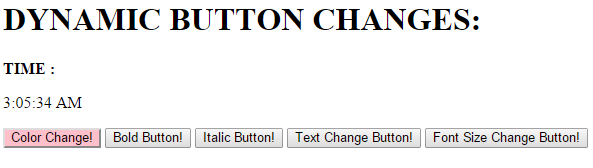 DYNAMIC BUTTON CHANGES:
TIME :
3:05:34 AM
Color Change! Bold Button! Italic Button! Text Change Button! Font Size Change Button!